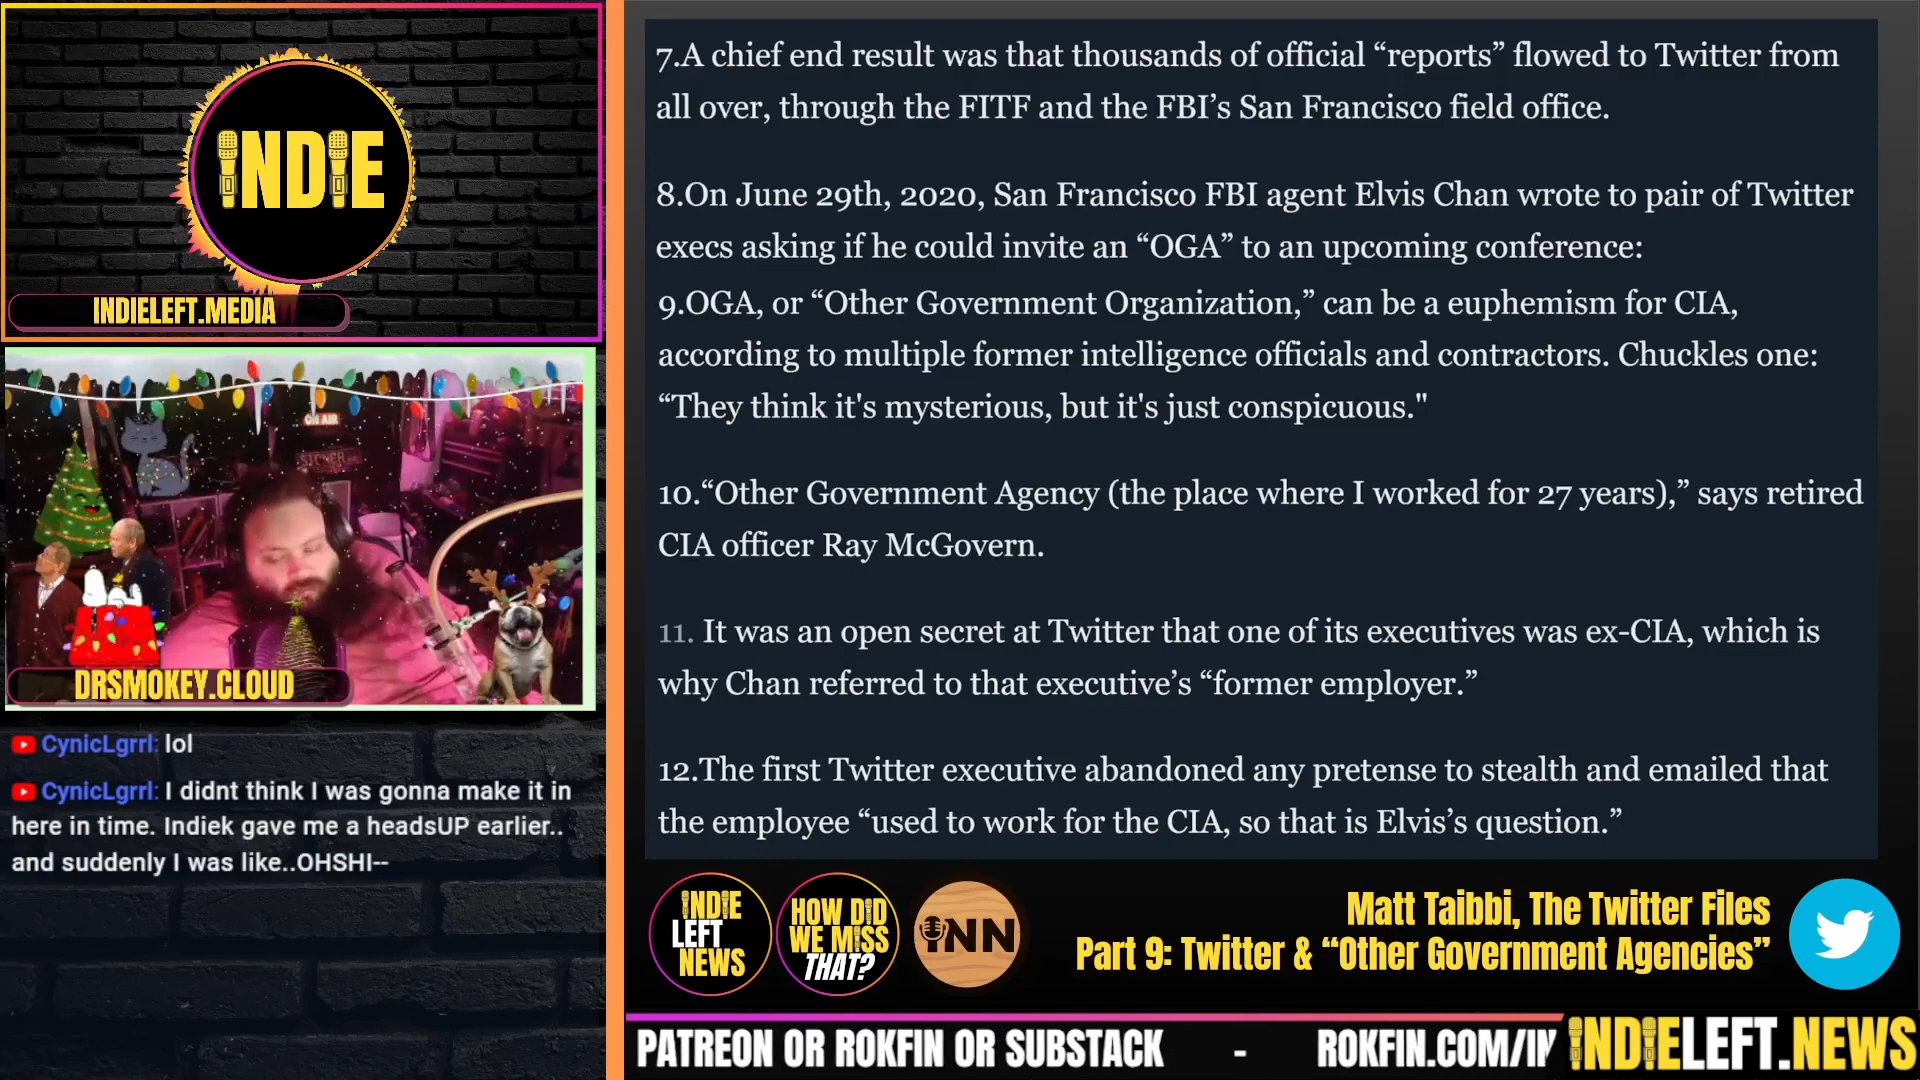 INDIE
INDIELEFT.MEDIA
ON AIR
STONER
DRSMOKEY.CLOUD
CynicLgrrl: lol
CynicLgrrl: I didnt think I was gonna make it in
here in time. Indiek gave me a headsUP earlier..
and suddenly I was like..OHSHI--
7.A chief end result was that thousands of official “reports” flowed to Twitter from
all over, through the FITF and the FBI’s San Francisco field office.
8.On June 29th, 2020, San Francisco FBI agent Elvis Chan wrote to pair of Twitter
execs asking if he could invite an “OGA” to an upcoming conference:
9.OGA, or “Other Government Organization,” can be a euphemism for CIA,
according to multiple former intelligence officials and contractors. Chuckles one:
“They think it's mysterious, but it's just conspicuous."
10.“Other Government Agency (the place where I worked for 27 years),” says retired
CIA officer Ray McGovern.
11. It was an open secret at Twitter that one of its executives was ex-CIA, which is
why Chan referred to that executive’s “former employer.”
12.The first Twitter executive abandoned any pretense to stealth and emailed that
the employee “used to work for the CIA, so that is Elvis’s question.”
INDIE
LEFT
NEWS
HOW DID
WE MISS
THAT?
INN
Matt Taibbi, The Twitter Files
Part 9: Twitter & “Other Government Agencies”
PATREON OR ROKFIN OR SUBSTACK - ROKFIN.COM/IN
INDIELEFT.NEWS